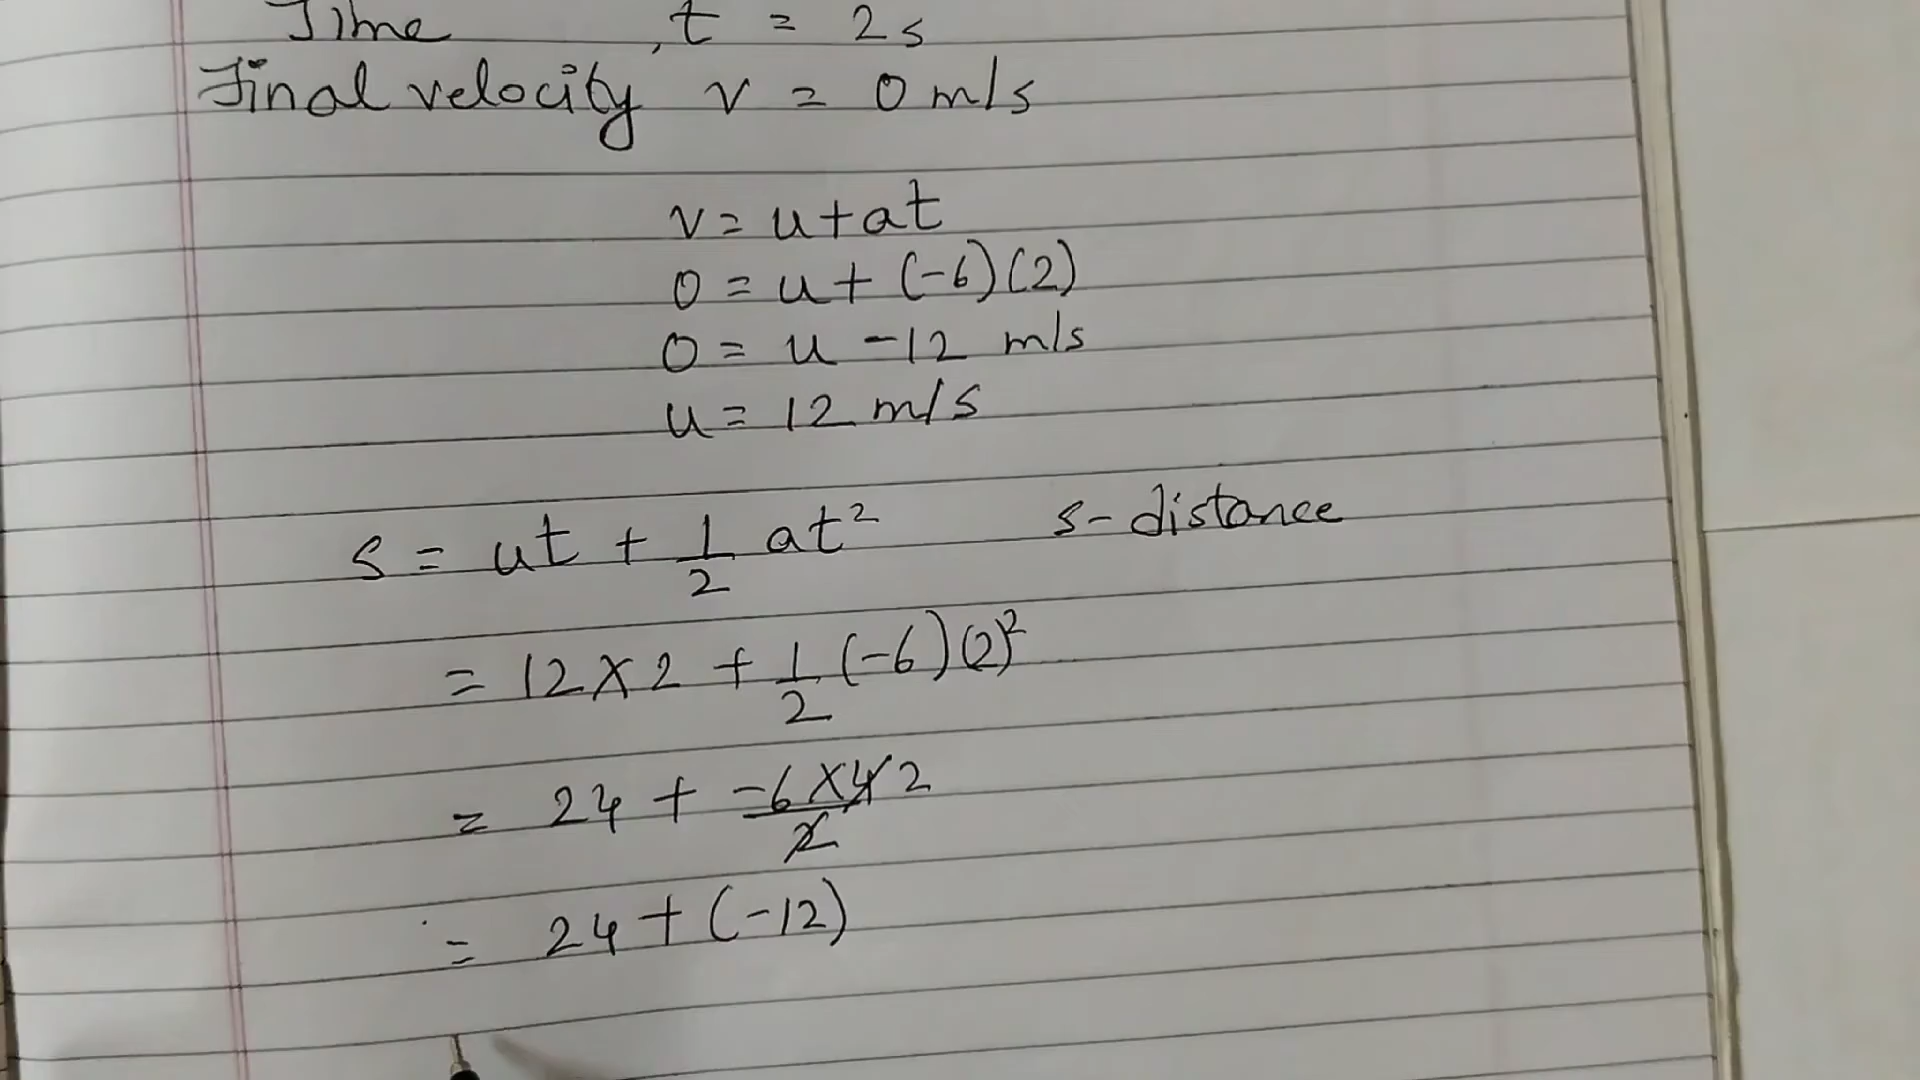 Time , t = 2s
Final velocity v = 0 m/s
v = u+at
0 = u + (-6)(2)
0 = u -12 m/s
u = 12 m/s
s = ut + 1/2 at² s-distance
= 12 × 2 + 1/2 (-6)(2)²
= 24 + -6×4 2/2
= 24 + (-12)